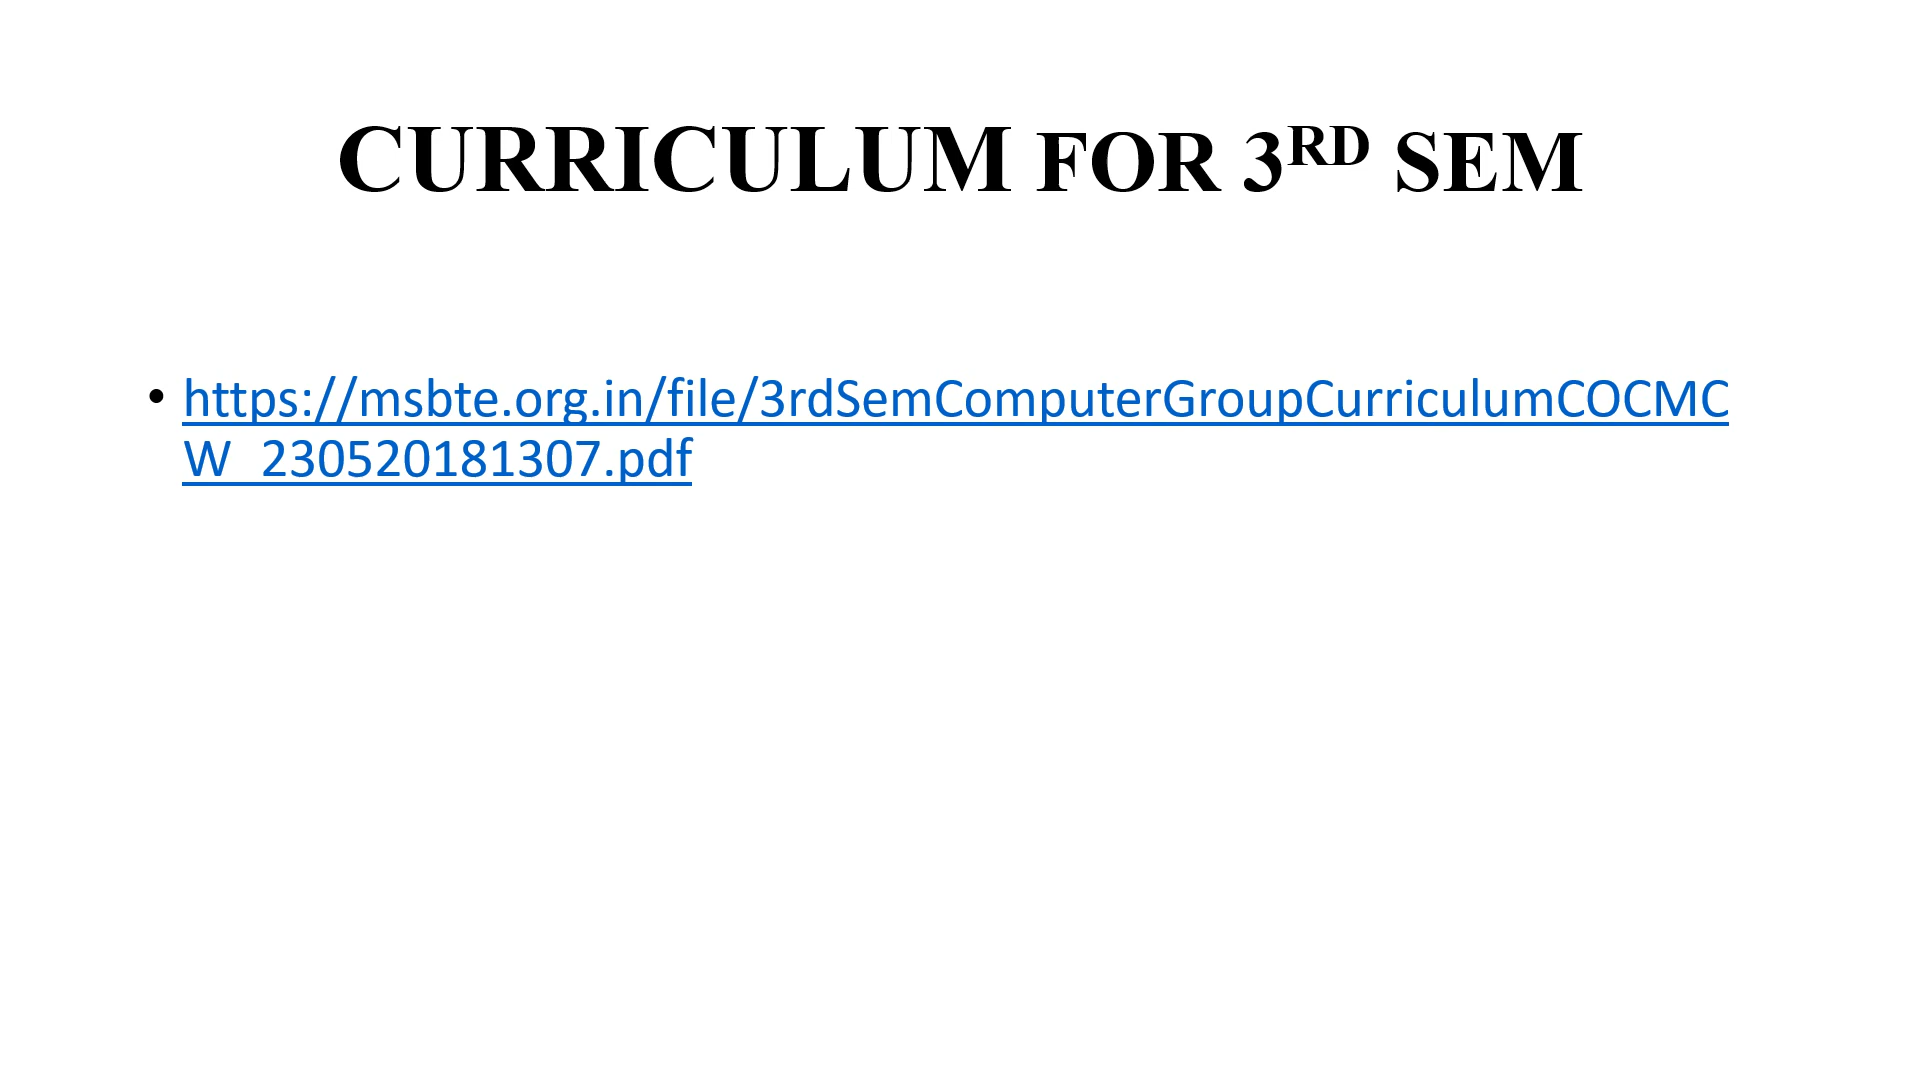 CURRICULUM FOR 3RD SEM
• https://msbte.org.in/file/3rdSemComputerGroupCurriculumCOCMC
W_230520181307.pdf